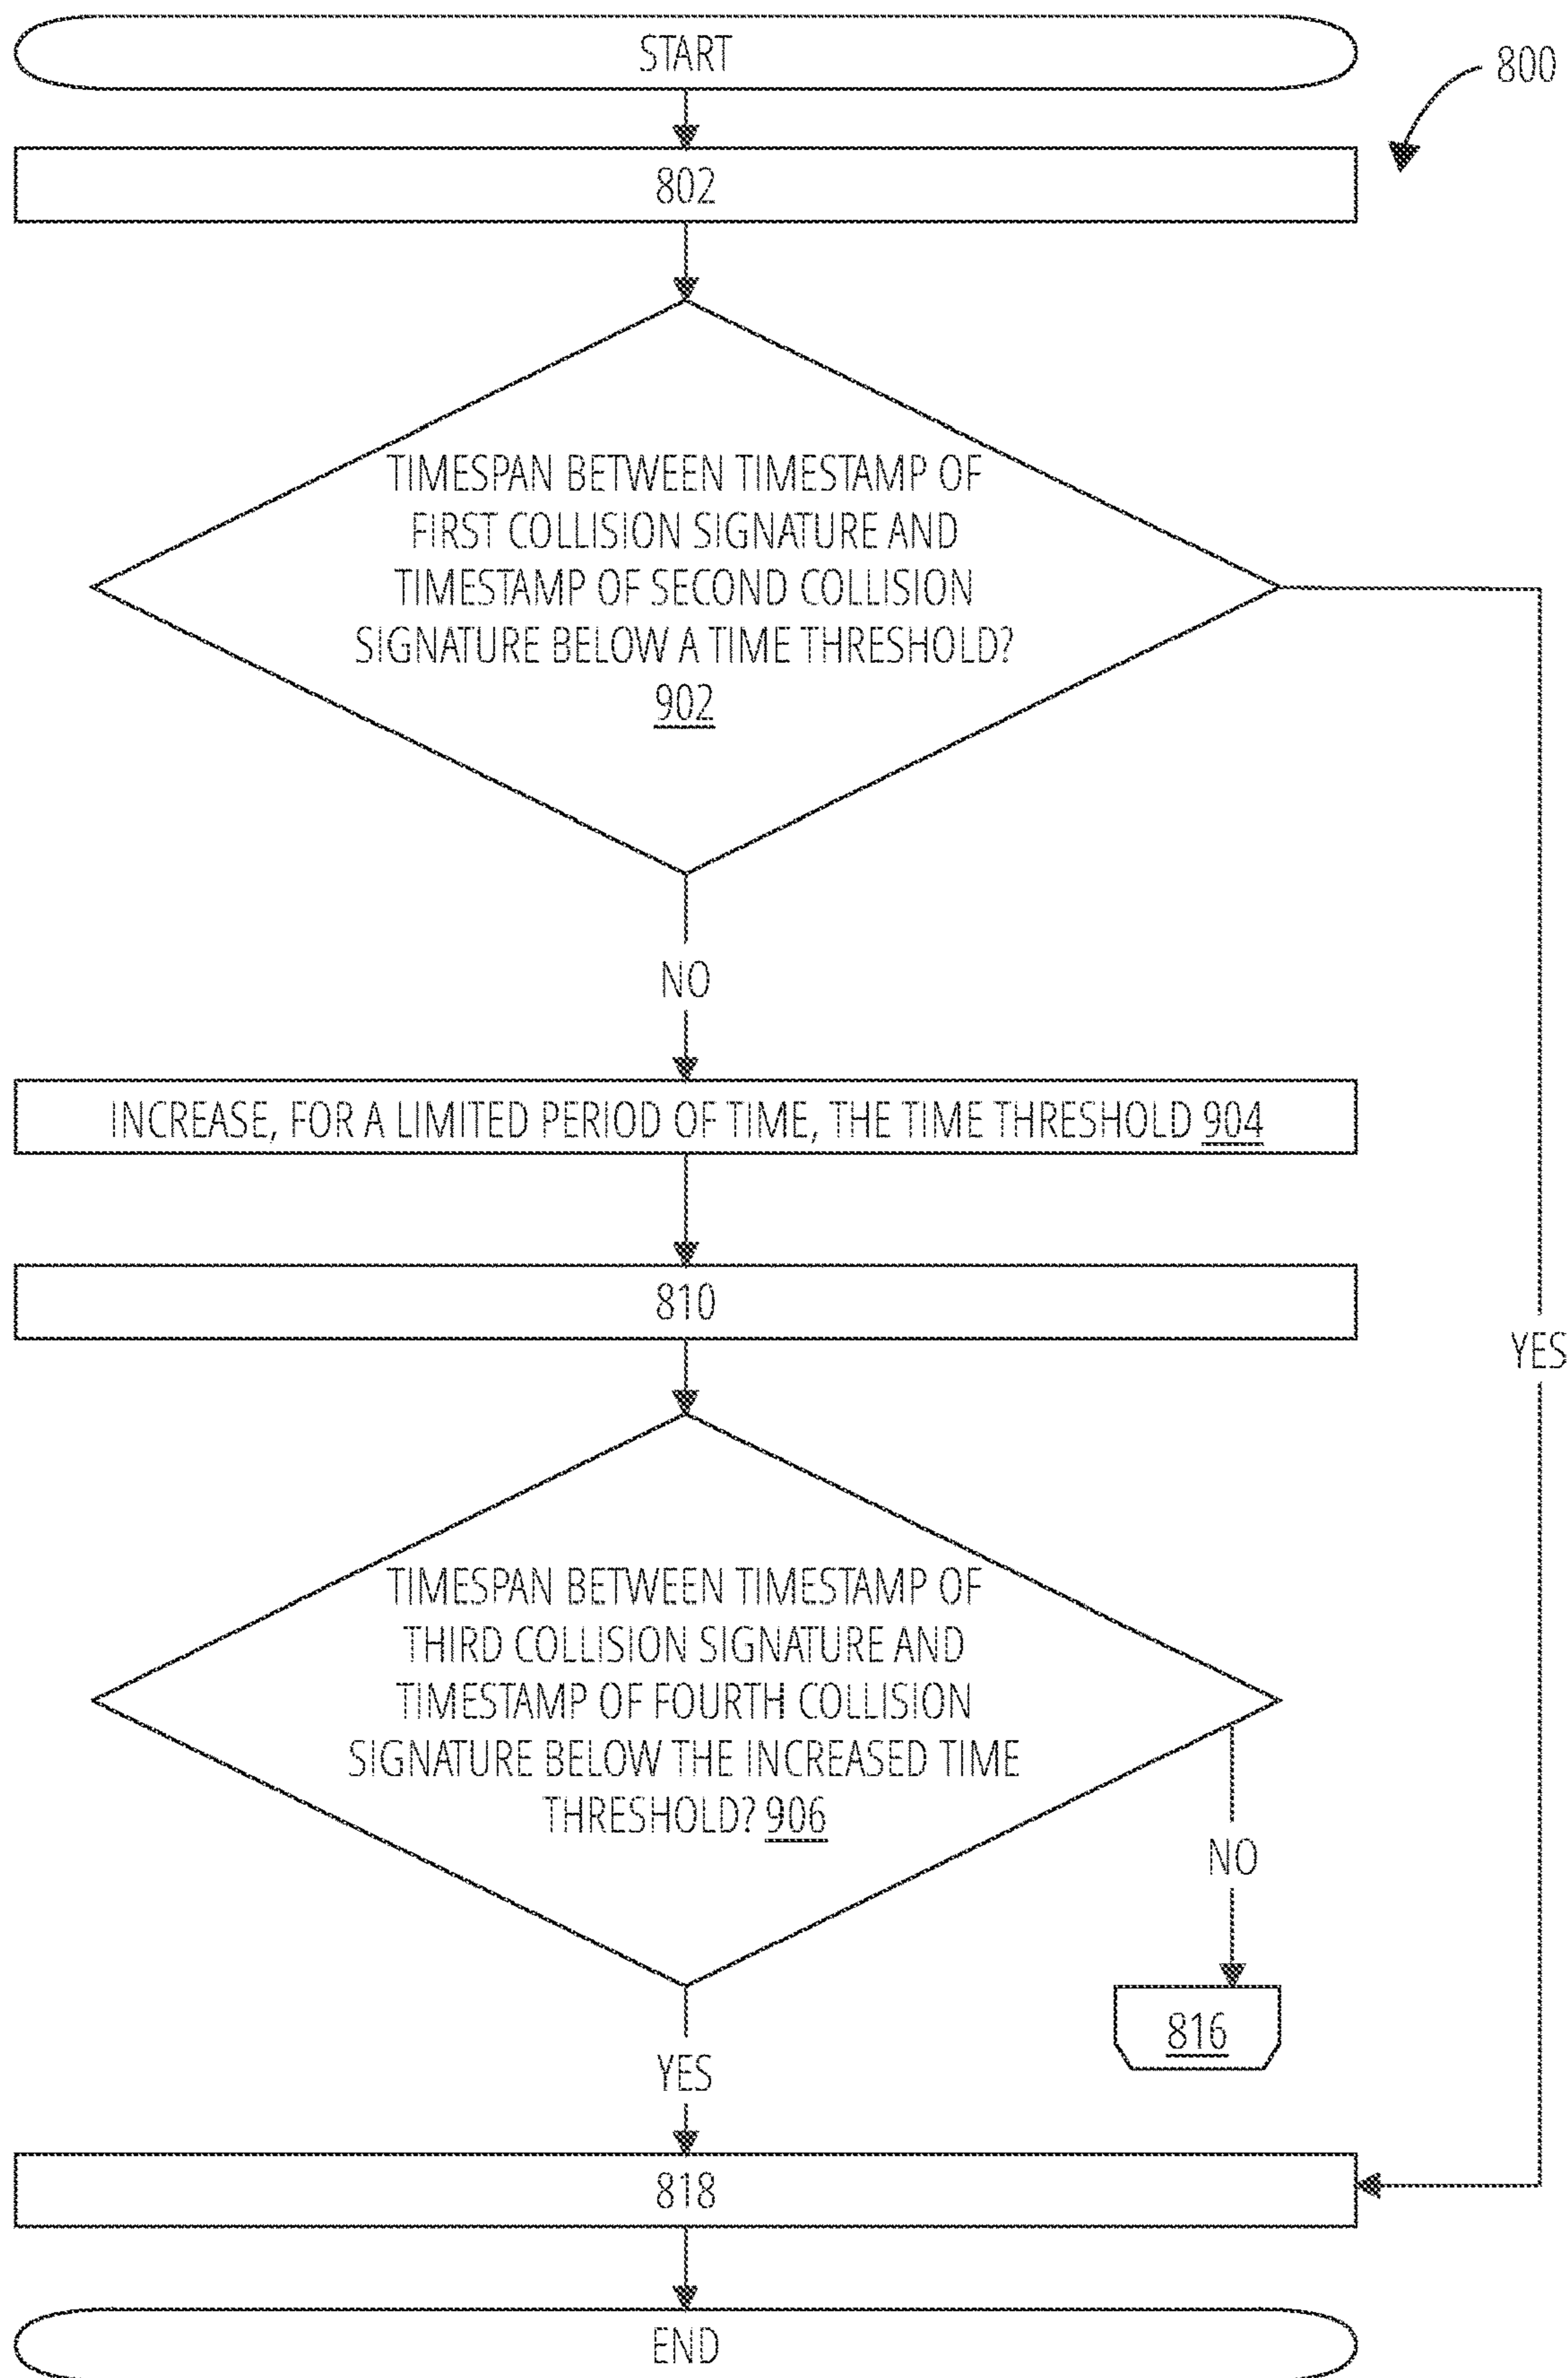 START
800
802
TIMESPAN BETWEEN TIMESTAMP OF
FIRST COLLISION SIGNATURE AND
TIMESTAMP OF SECOND COLLISION
SIGNATURE BELOW A TIME THRESHOLD?
902
NO
INCREASE, FOR A LIMITED PERIOD OF TIME, THE TIME THRESHOLD 904
810
YES
TIMESPAN BETWEEN TIMESTAMP OF
THIRD COLLISION SIGNATURE AND
TIMESTAMP OF FOURTH COLLISION
SIGNATURE BELOW THE INCREASED TIME
THRESHOLD? 906
NO
816
YES
818
END